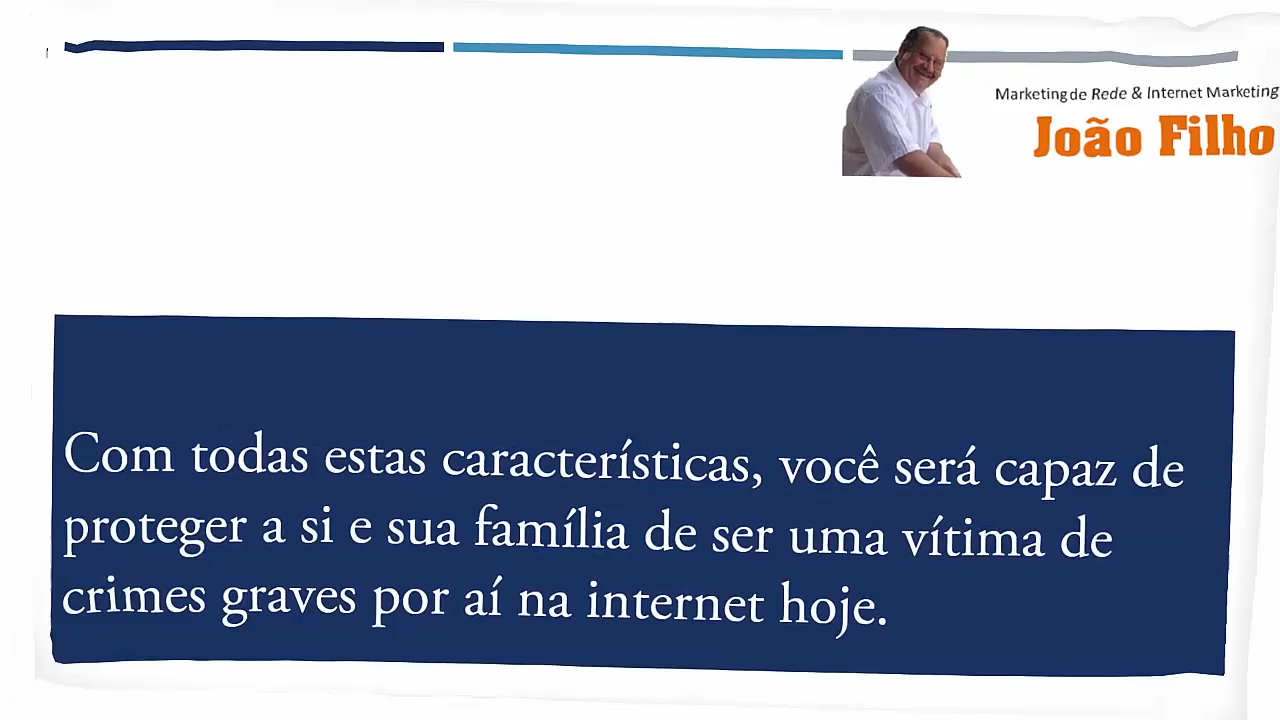 Marketing de Rede & Internet Marketing
João Filho
Com todas estas características, você será capaz de
proteger a si e sua família de ser uma vítima de
crimes graves por aí na internet hoje.